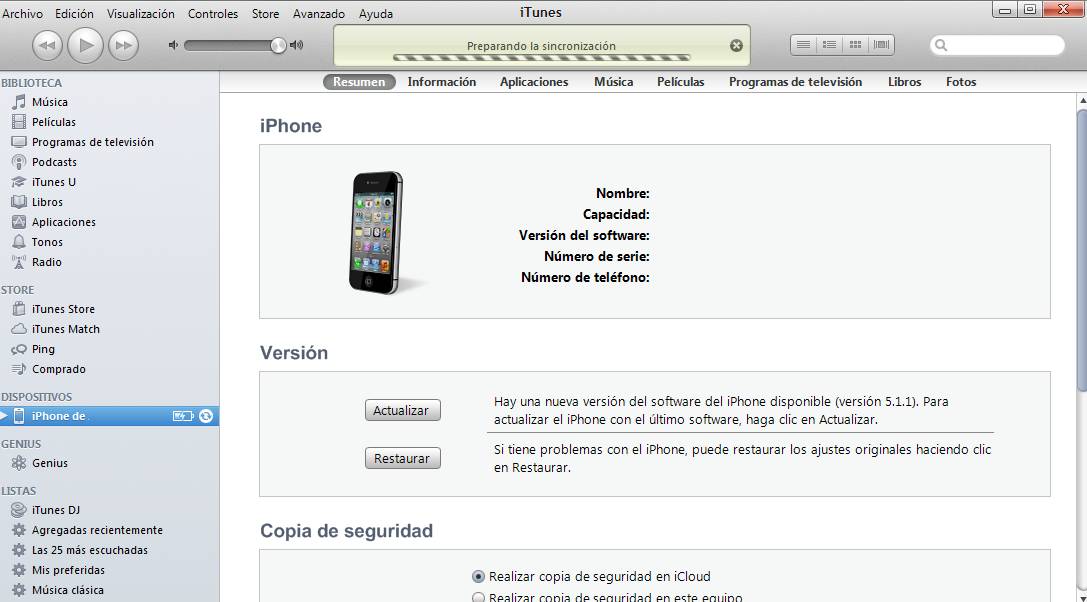 Archivo Edición Visualización Controles Store Avanzado Ayuda
iTunes
Preparando la sincronización
Resumen Información Aplicaciones Música Películas Programas de televisión Libros Fotos
BIBLIOTECA
Música
Películas
Programas de televisión
Podcasts
iTunes U
Libros
Aplicaciones
Tonos
Radio
STORE
iTunes Store
iTunes Match
Ping
Comprado
DISPOSITIVOS
iPhone de .
GENIUS
Genius
LISTAS
iTunes DJ
Agregadas recientemente
Las 25 más escuchadas
Mis preferidas
Música clásica
iPhone
Nombre:
Capacidad:
Versión del software:
Número de serie:
Número de teléfono:
Versión
Actualizar
Hay una nueva versión del software del iPhone disponible (versión 5.1.1). Para
actualizar el iPhone con el último software, haga clic en Actualizar.
Restaurar
Si tiene problemas con el iPhone, puede restaurar los ajustes originales haciendo clic
en Restaurar.
Copia de seguridad
Realizar copia de seguridad en iCloud
Realizar copia de seguridad en este equipo